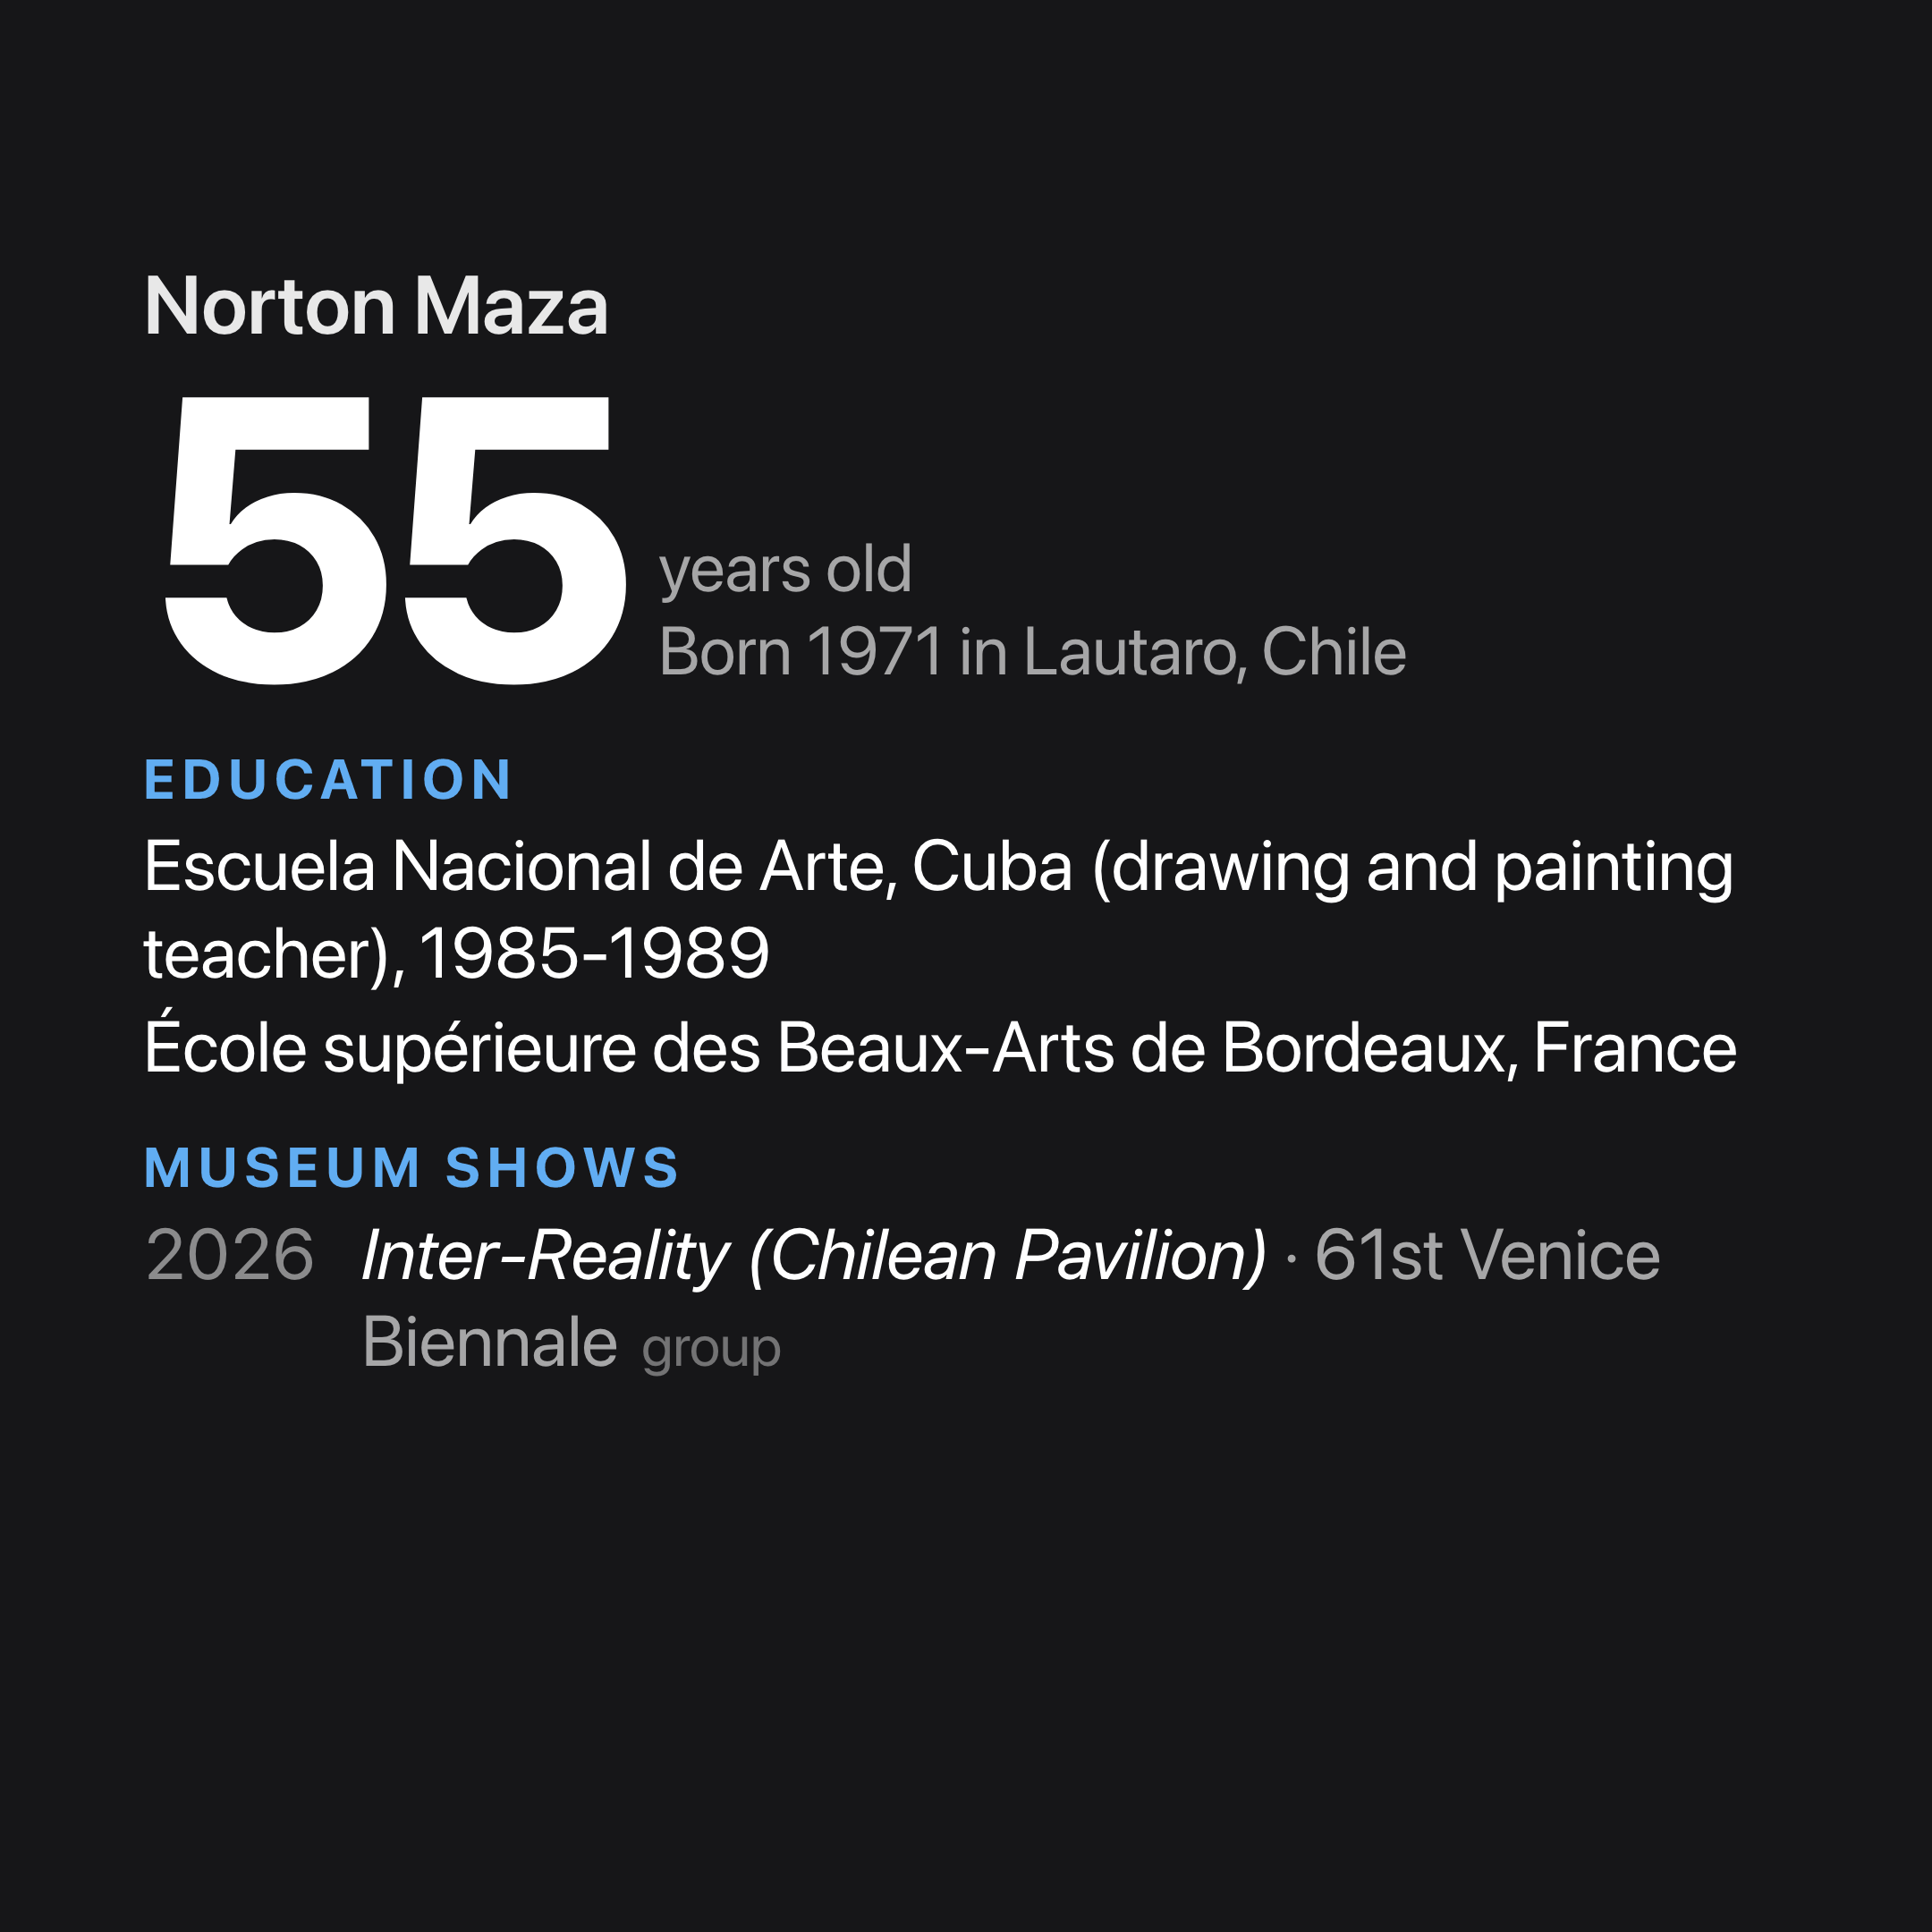 Norton Maza
55
years old
Born 1971 in Lautaro, Chile
EDUCATION
Escuela Nacional de Arte, Cuba (drawing and painting
teacher), 1985-1989
École supérieure des Beaux-Arts de Bordeaux, France
MUSEUM SHOWS
2026 Inter-Reality (Chilean Pavilion) · 61st Venice
Biennale group